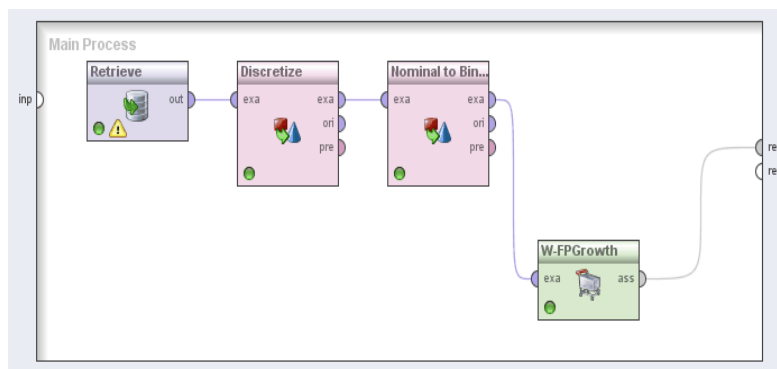 Main Process
Retrieve
Discretize
Nominal to Bin...
inp
out
exa
exa
exa
exa
ori
ori
pre
pre
re
re
W-FPGrowth
exa
ass